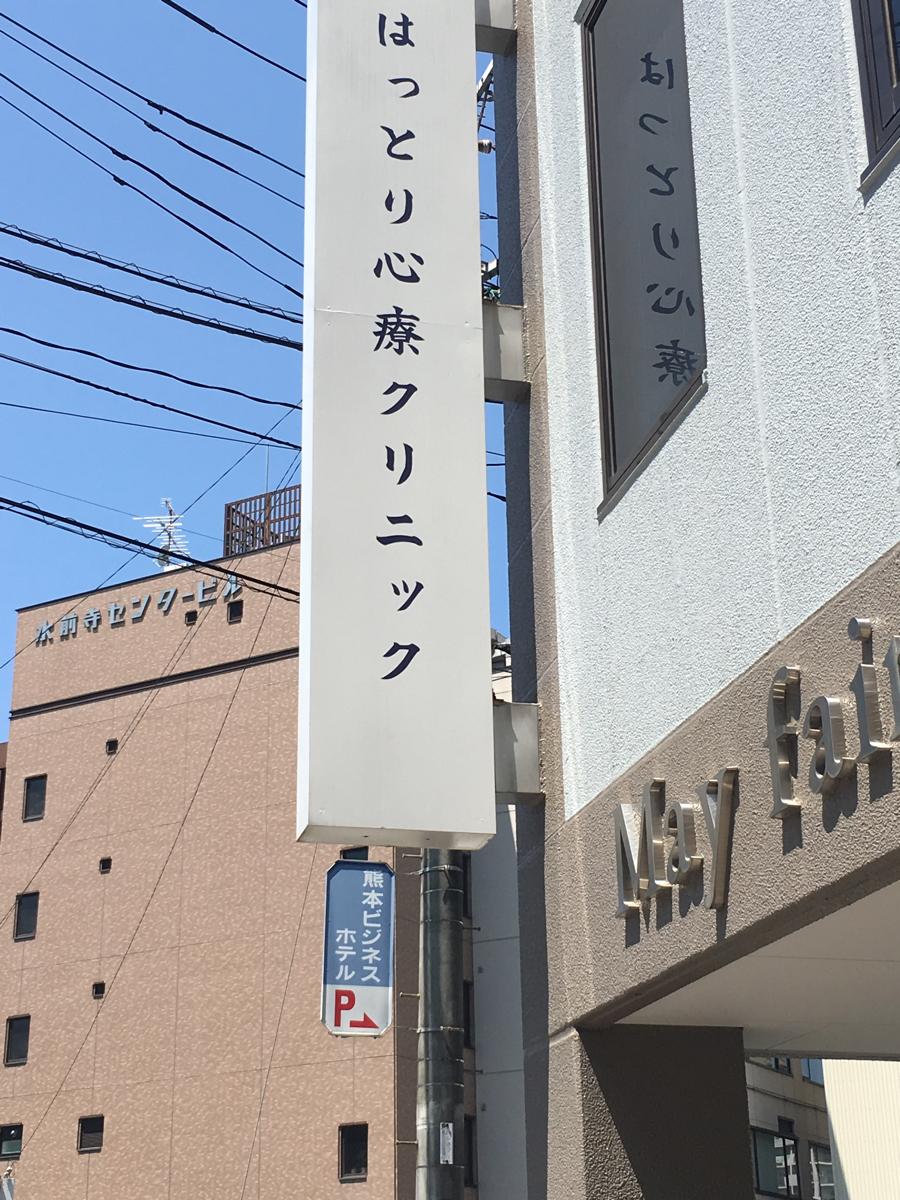 はっとり心療クリニック
はっとり心療
水前寺センタービル
May fair
熊本ビジネス
ホテル
P